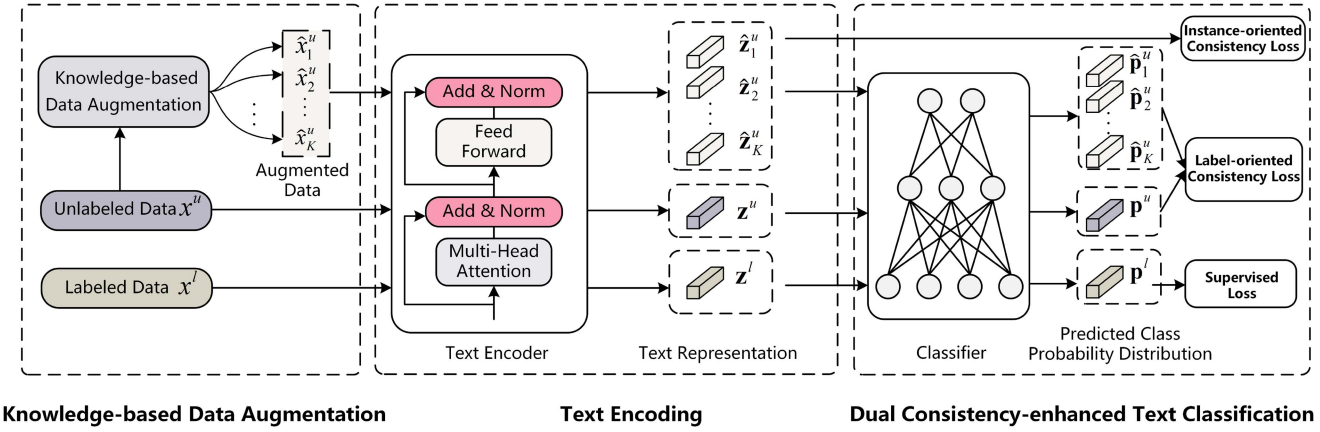 Knowledge-based
Data Augmentation
x̂₁ᵘ
x̂₂ᵘ
⋮
⋮
x̂_Kᵘ
Augmented
Data
Unlabeled Data xᵘ
Labeled Data xˡ
Add & Norm
Feed
Forward
Add & Norm
Multi-Head
Attention
Text Encoder
ẑ₁ᵘ
ẑ₂ᵘ
⋮
ẑ_Kᵘ
zᵘ
zˡ
Text Representation
Classifier
p̂₁ᵘ
p̂₂ᵘ
⋮
p̂_Kᵘ
pᵘ
pˡ
Predicted Class
Probability Distribution
Instance-oriented
Consistency Loss
Label-oriented
Consistency Loss
Supervised
Loss
Knowledge-based Data Augmentation
Text Encoding
Dual Consistency-enhanced Text Classification